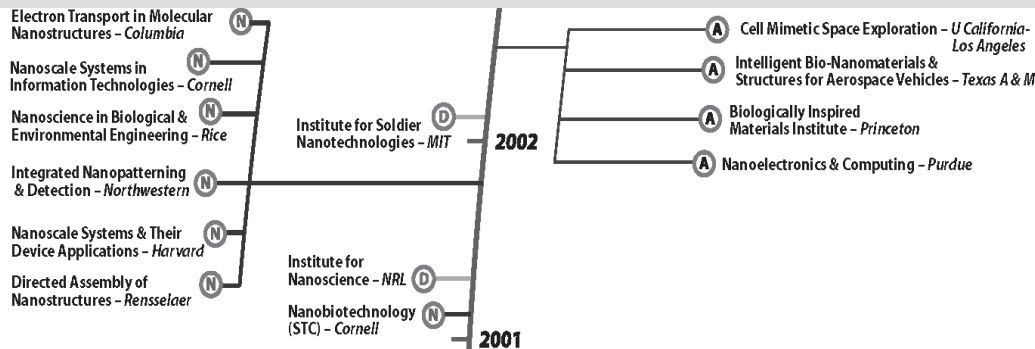 Electron Transport in Molecular
Nanostructures – Columbia
N
Nanoscale Systems in
Information Technologies – Cornell
N
Nanoscience in Biological &
Environmental Engineering – Rice
N
Integrated Nanopatterning
& Detection – Northwestern
N
Nanoscale Systems & Their
Device Applications – Harvard
N
Directed Assembly of
Nanostructures – Rensselaer
N
Institute for Soldier
Nanotechnologies – MIT
D
2002
Institute for
Nanoscience – NRL
D
Nanobiotechnology
(STC) – Cornell
N
2001
A
Cell Mimetic Space Exploration – U California-
Los Angeles
A
Intelligent Bio-Nanomaterials &
Structures for Aerospace Vehicles – Texas A & M
A
Biologically Inspired
Materials Institute – Princeton
A
Nanoelectronics & Computing – Purdue